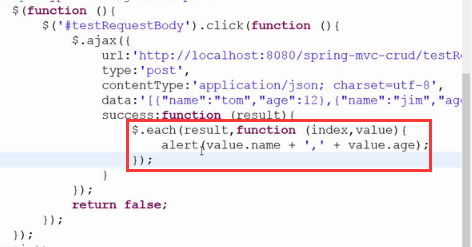 $(function (){
$('#testRequestBody').click(function (){
$.ajax({
url:'http://localhost:8080/spring-mvc-crud/testR
type:'post',
contentType:'application/json; charset=utf-8',
data:'[{"name":"tom","age":12},{"name":"jim","age
success:function (result){
$.each(result,function (index,value){
alert(value.name + ',' + value.age);
});
}
});
return false;
});
});